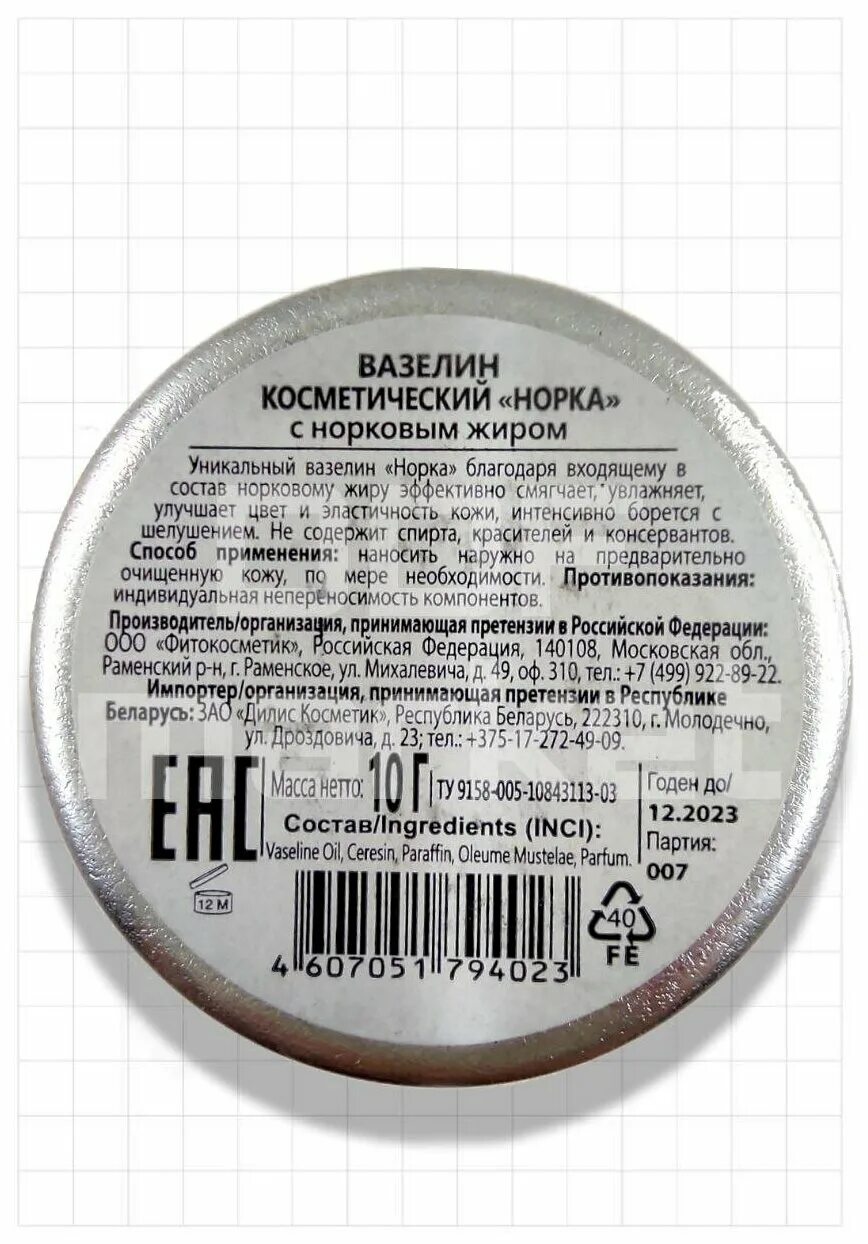 ВАЗЕЛИН
КОСМЕТИЧЕСКИЙ «НОРКА»
С НОРКОВЫМ ЖИРОМ
Уникальный вазелин «Норка» благодаря входящему в
состав норковому жиру эффективно смягчает, увлажняет,
улучшает цвет и эластичность кожи, интенсивно борется с
шелушением. Не содержит спирта, красителей и консервантов.
Способ применения: наносить наружно на предварительно
очищенную кожу, по мере необходимости. Противопоказания:
индивидуальная непереносимость компонентов.
Производитель/организация, принимающая претензии в Российской Федерации:
ООО «Фитокосметик», Российская Федерация, 140108, Московская обл.,
Раменский р-н, г. Раменское, ул. Михалевича, д. 49, оф. 310, тел.: +7 (499) 922-89-22.
Импортер/организация, принимающая претензии в Республике
Беларусь: ЗАО «Дилис Косметик», Республика Беларусь, 222310, г. Молодечно,
ул. Дроздовича, д. 23; тел.: +375-17-272-49-09.
ЕАС
Масса нетто: 10 Г
ТУ 9158-005-10843113-03
Состав/Ingredients (INCI):
Vaseline Oil, Ceresin, Paraffin, Oleume Mustelae, Parfum.
Годен до/
12.2023
Партия:
007
12 M
4 607051 794023
40
FE